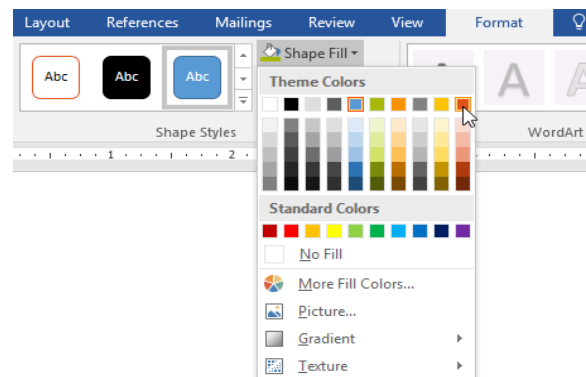 Layout References Mailings Review View Format
Abc Abc Abc Shape Fill A A
Theme Colors
Shape Styles WordArt
1 2
Standard Colors
No Fill
More Fill Colors...
Picture...
Gradient
Texture